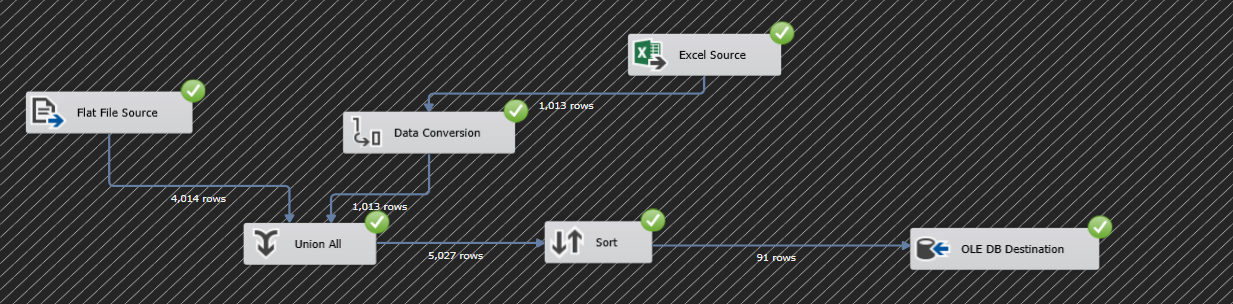 Excel Source
1,013 rows
Flat File Source
Data Conversion
4,014 rows
1,013 rows
Union All
5,027 rows
Sort
91 rows
OLE DB Destination